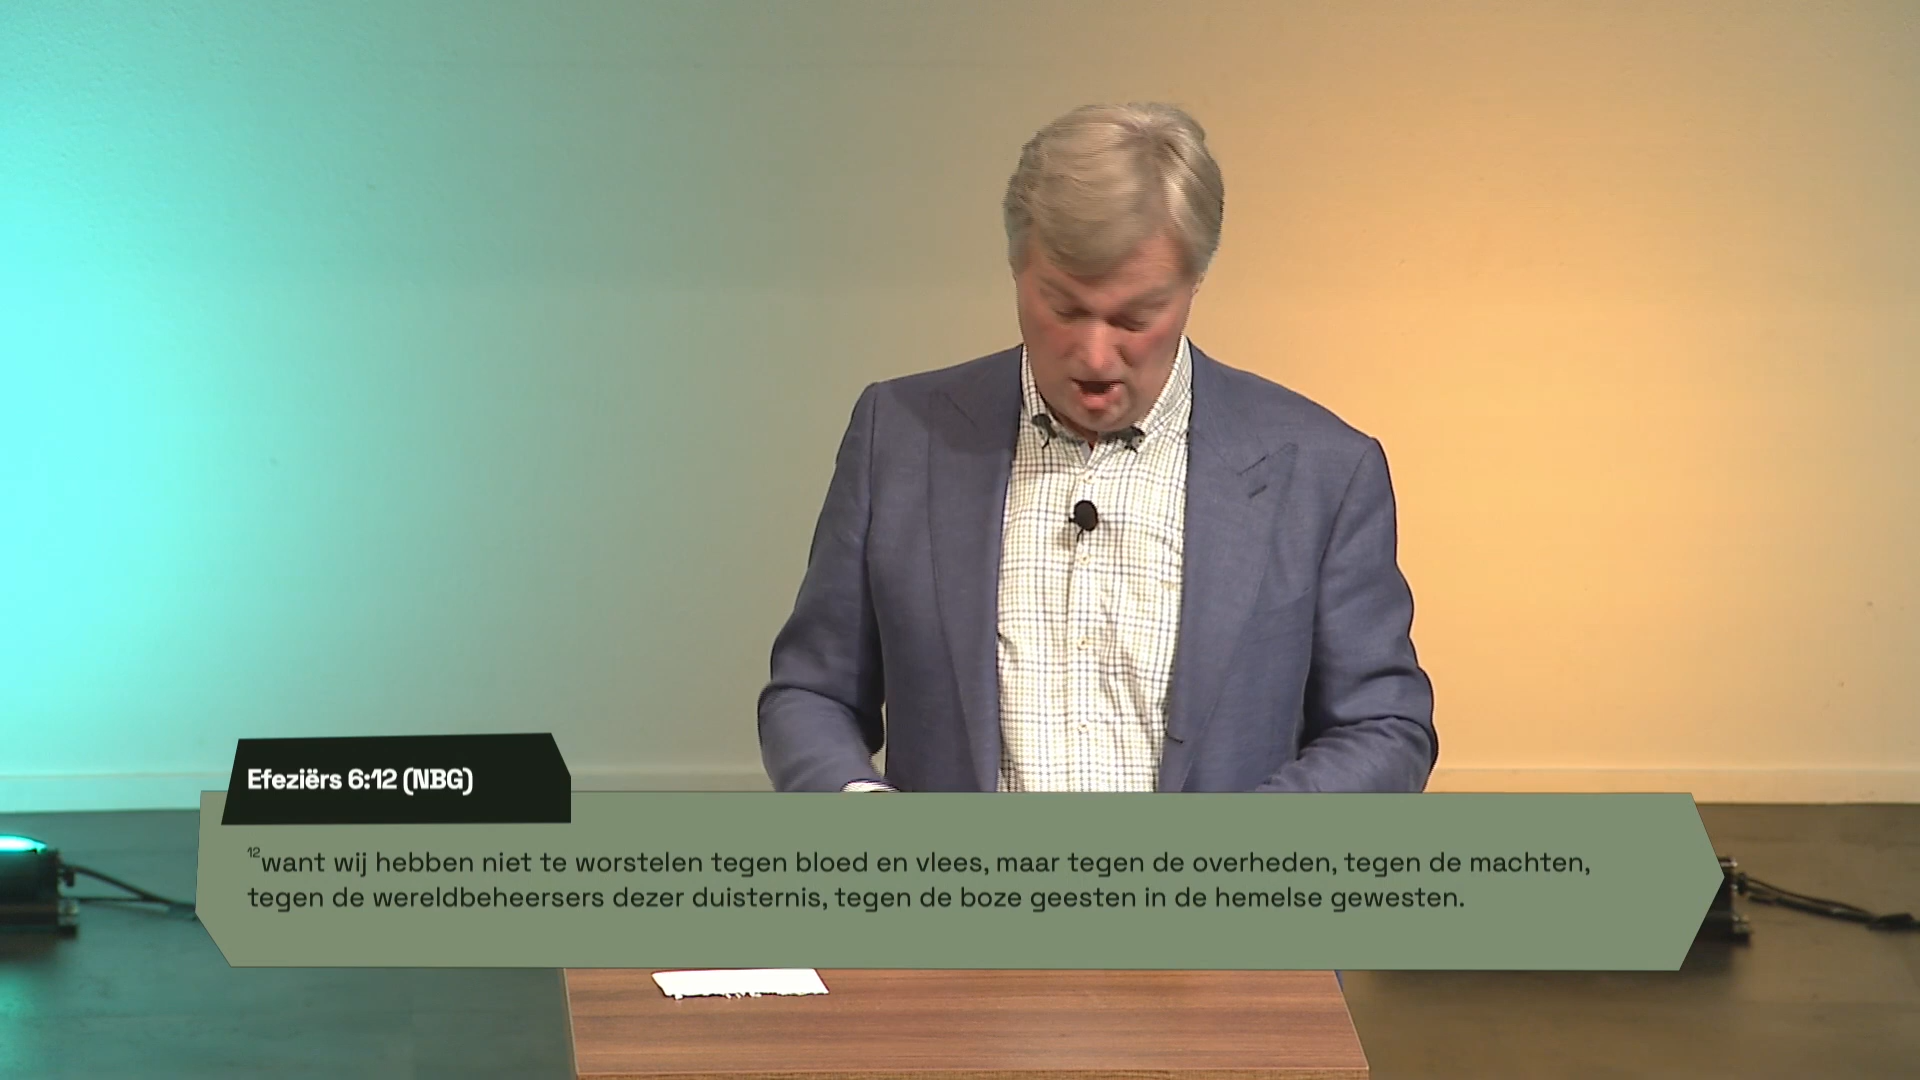 Efeziërs 6:12 (NBG)
12want wij hebben niet te worstelen tegen bloed en vlees, maar tegen de overheden, tegen de machten,
tegen de wereldbeheersers dezer duisternis, tegen de boze geesten in de hemelse gewesten.